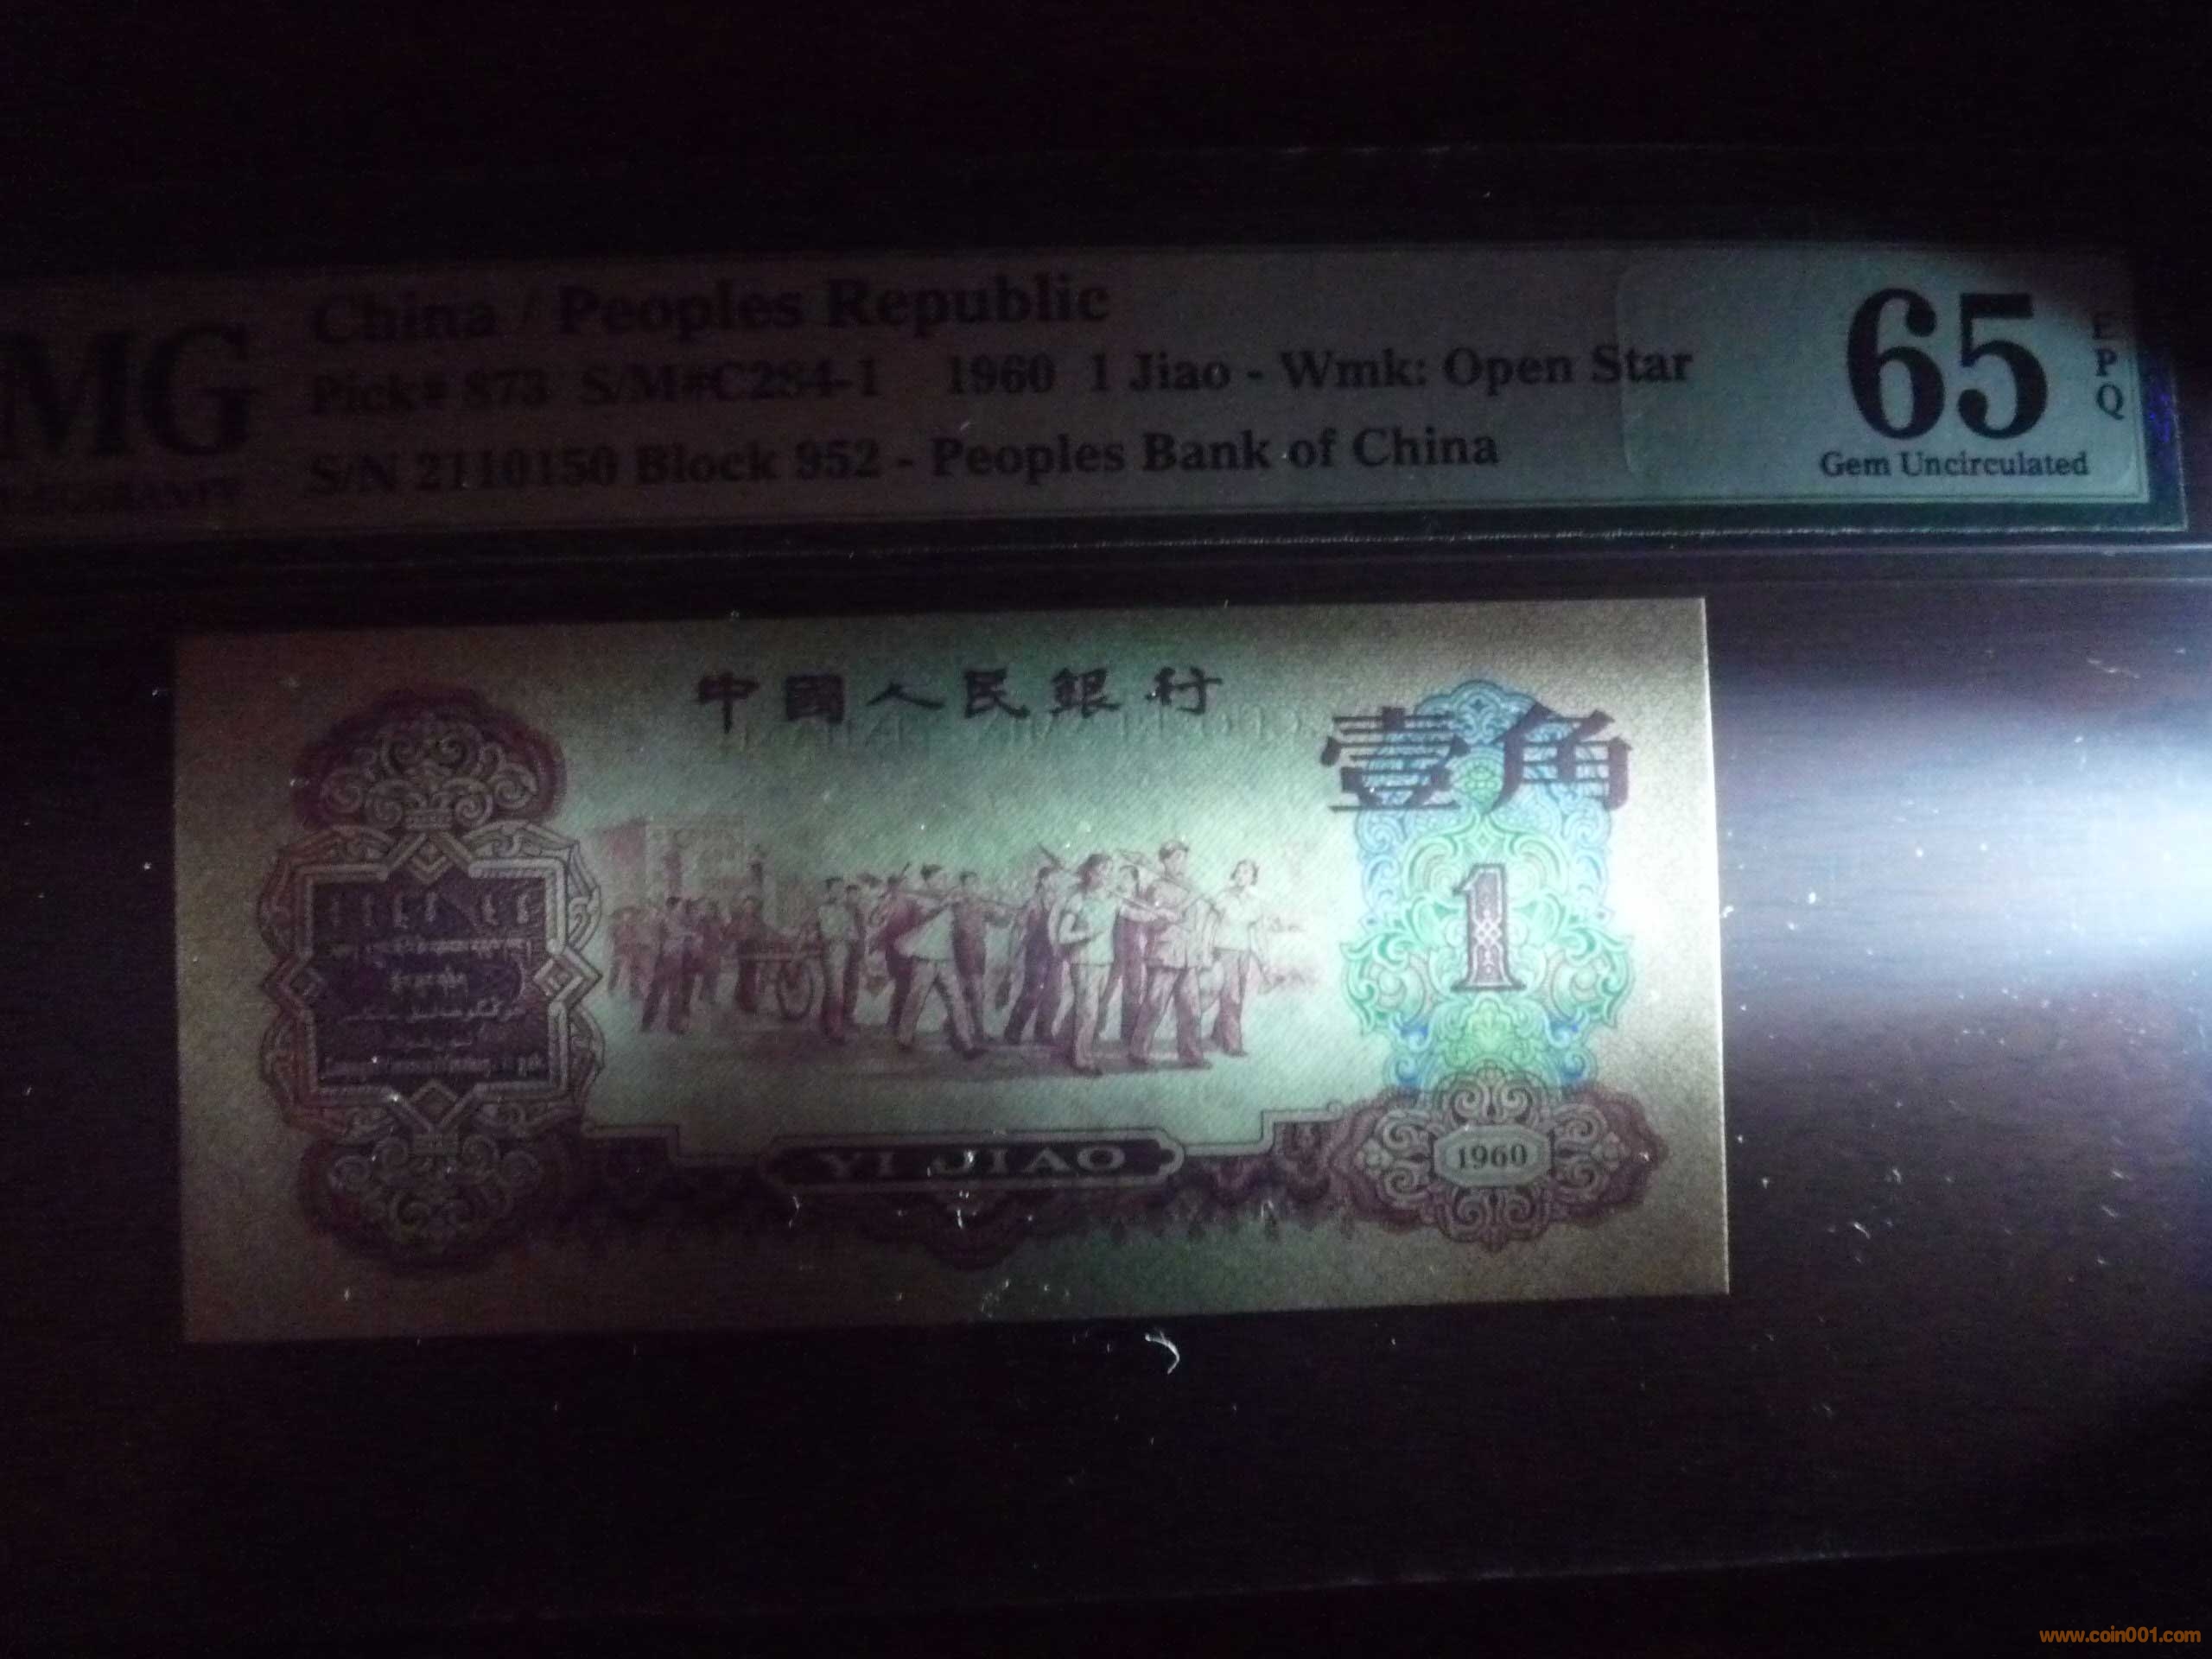 MG
China / Peoples Republic
Pick# 873 S/M#C284-1 1960 1 Jiao - Wmk: Open Star
S/N 2110150 Block 952 - Peoples Bank of China
65
EPQ
Gem Uncirculated
中國人民銀行
壹角
1
YI JIAO
1960
www.coin001.com